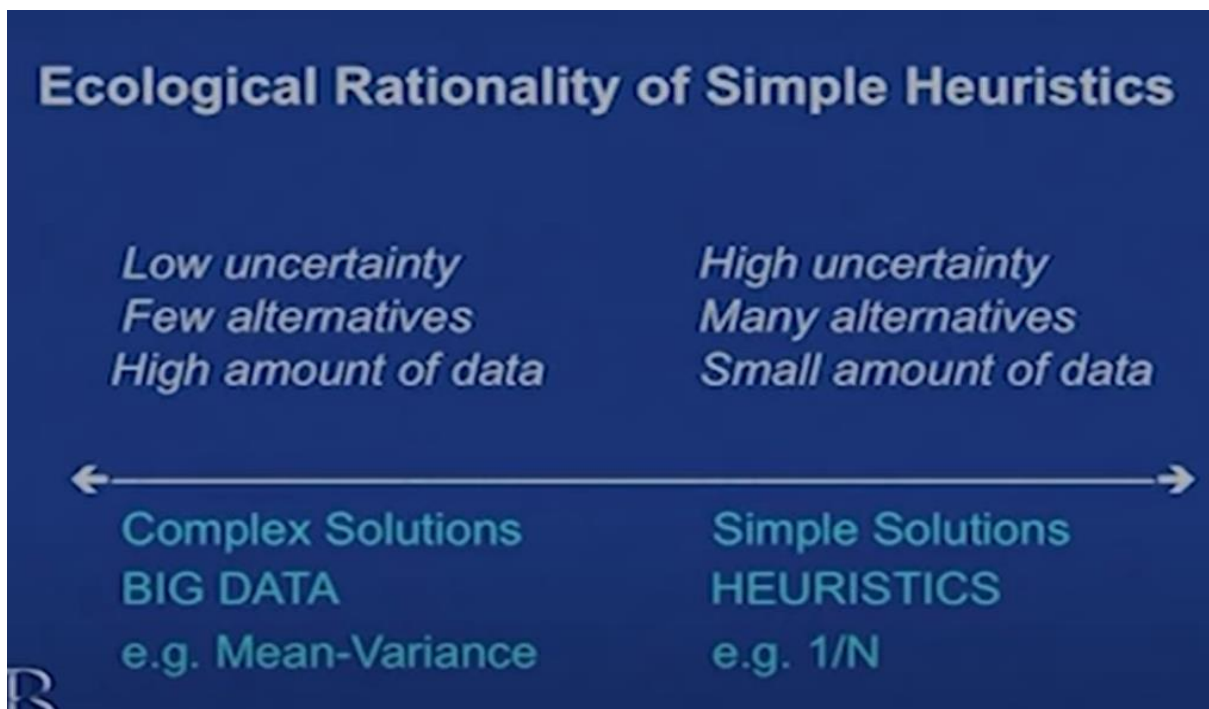 Ecological Rationality of Simple Heuristics
Low uncertainty
Few alternatives
High amount of data
High uncertainty
Many alternatives
Small amount of data
Complex Solutions
BIG DATA
e.g. Mean-Variance
Simple Solutions
HEURISTICS
e.g. 1/N